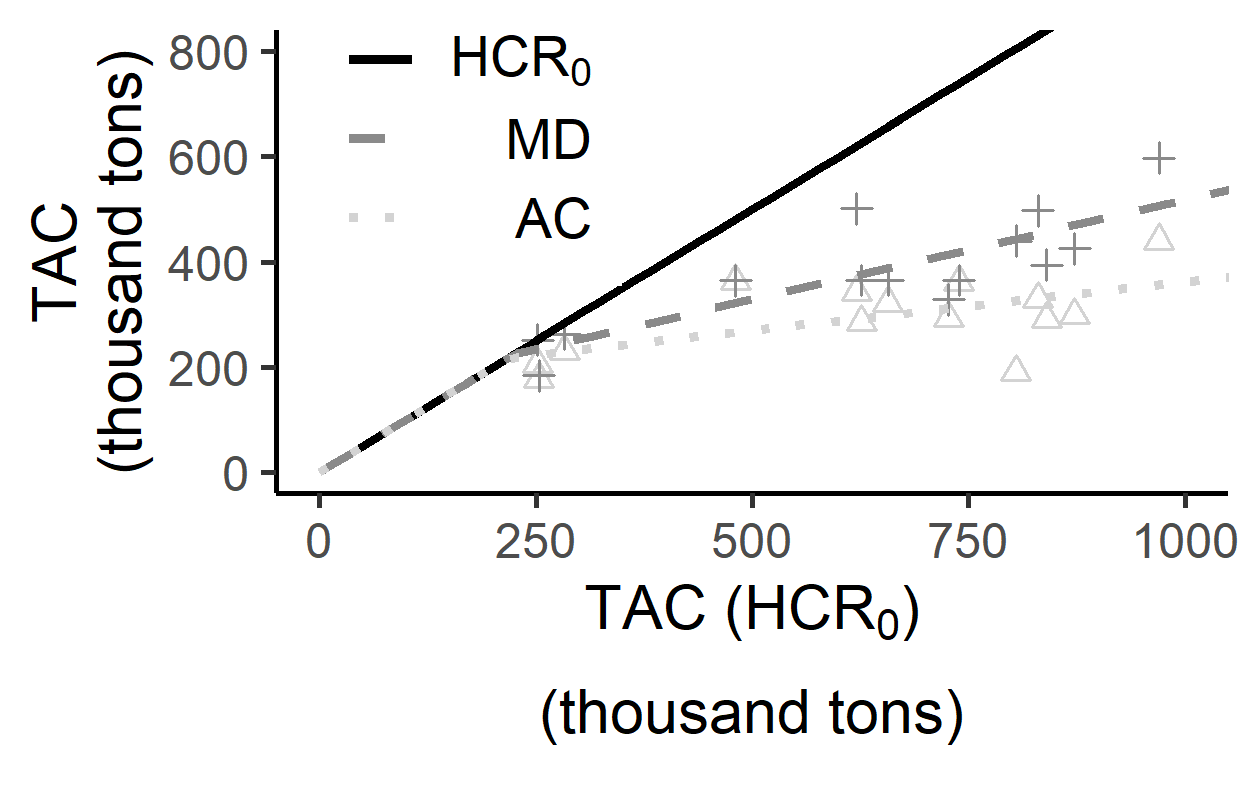 TAC
(thousand tons)
800
600
400
200
0
HCR₀
MD
AC
0 250 500 750 1000
TAC (HCR₀)
(thousand tons)